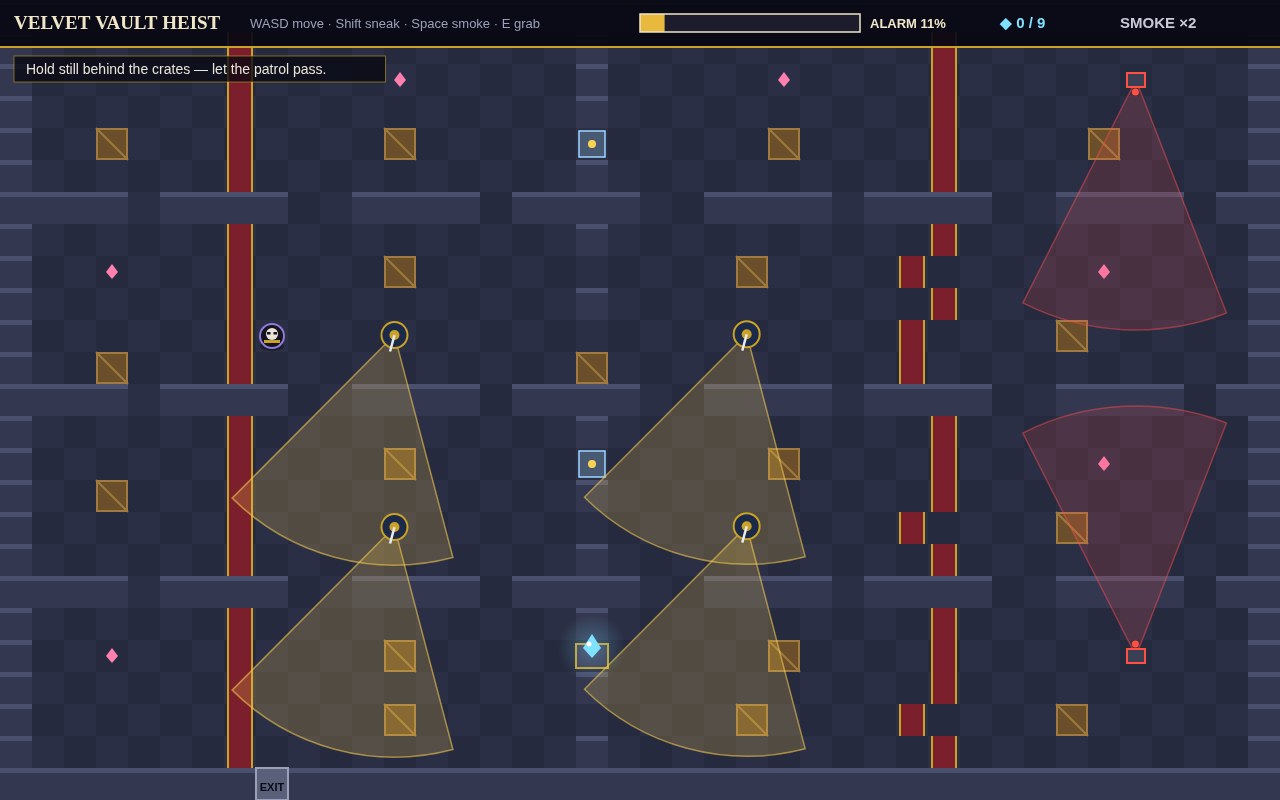 VELVET VAULT HEIST
WASD move · Shift sneak · Space smoke · E grab
ALARM 11%
◆ 0 / 9
SMOKE ×2
Hold still behind the crates — let the patrol pass.
EXIT